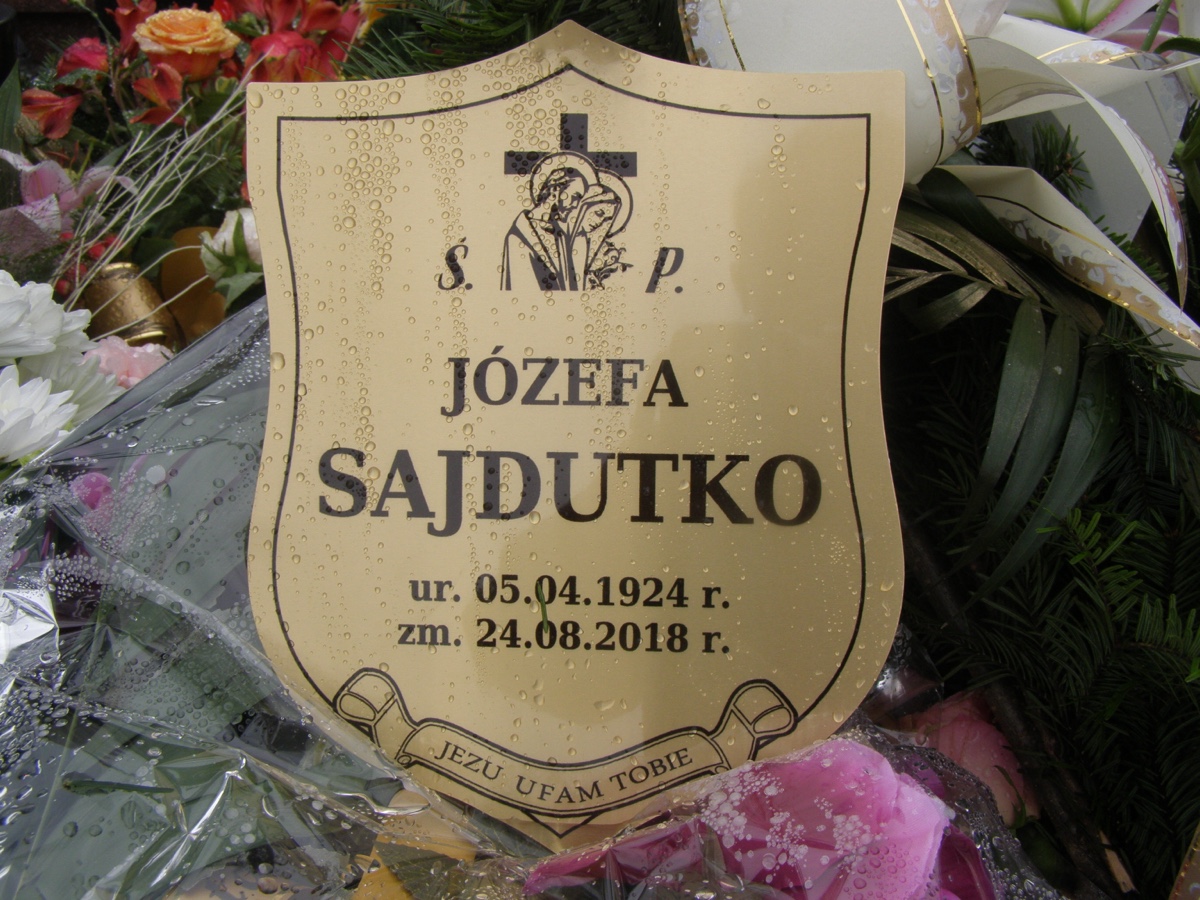 Ś. P.
JÓZEFA
SAJDUTKO
ur. 05.04.1924 r.
zm. 24.08.2018 r.
JEZU UFAM TOBIE